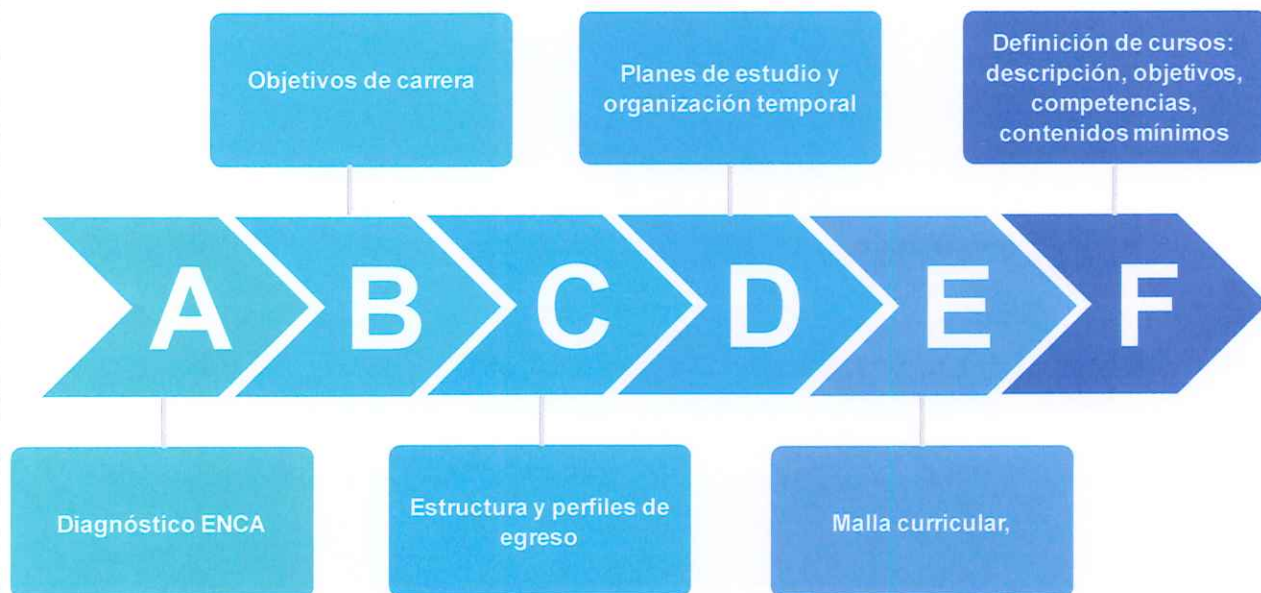 Objetivos de carrera
Planes de estudio y
organización temporal
Definición de cursos:
descripción, objetivos,
competencias,
contenidos mínimos
A B C D E F
Diagnóstico ENCA
Estructura y perfiles de
egreso
Malla curricular,